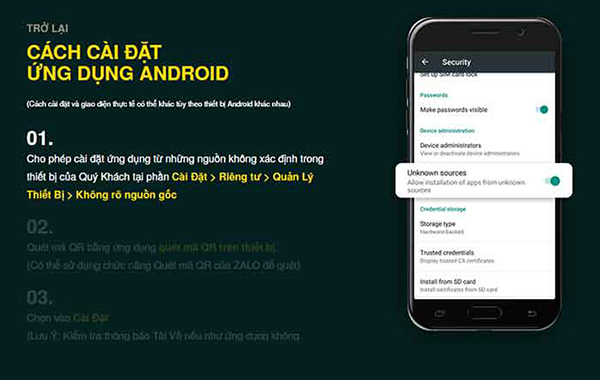 TRỞ LẠI
CÁCH CÀI ĐẶT
ỨNG DỤNG ANDROID
(Cách cài đặt và giao diện thực tế có thể khác tùy theo thiết bị Android khác nhau)
01.
Cho phép cài đặt ứng dụng từ những nguồn không xác định trong
thiết bị của Quý Khách tại phần Cài Đặt > Riêng tư > Quản Lý
Thiết Bị > Không rõ nguồn gốc
02.
Quét mã QR bằng ứng dụng quét mã QR trên thiết bị.
(Có thể sử dụng chức năng Quét mã QR của ZALO để quét)
03.
Chọn vào Cài Đặt
(Lưu Ý: Kiểm tra thông báo Tải Về nếu như ứng dụng không
Security
Set up SIM card lock
Passwords
Make passwords visible
Device administration
Device administrators
View or deactivate device administrators
Unknown sources
Allow installation of apps from unknown
sources
Credential storage
Storage type
Hardware-backed
Trusted credentials
Display trusted CA certificates
Install from SD card
Install certificates from SD card